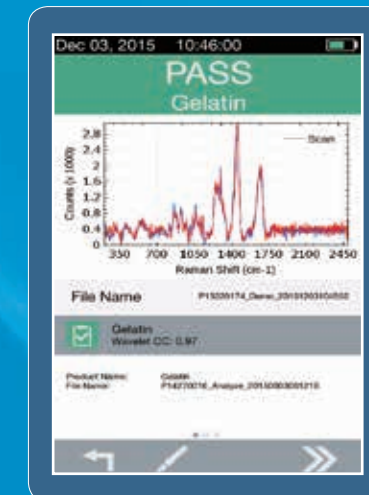 Dec 03, 2015 10:46:00
PASS
Gelatin
2.8
2.4
2
1.6
1.2
0.8
0.4
0
Counts (x 1000)
Scan
350 700 1050 1400 1750 2100 2450
Raman Shift (cm-1)
File Name
Gelatin
Wavelet CC: 0.97
Product Name: Gelatin
File Name: